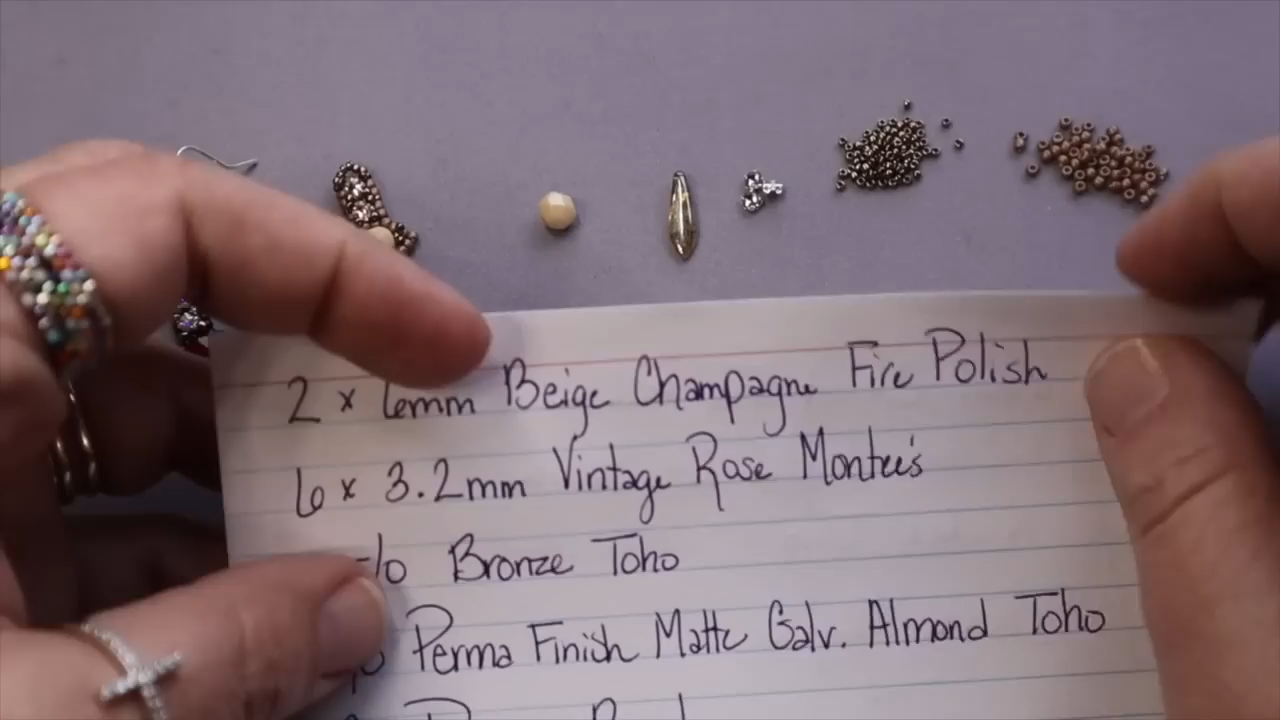 2 x 6mm Beige Champagne Fire Polish
6 x 3.2mm Vintage Rose Montee's
/0 Bronze Toho
Perma Finish Matte Galv. Almond Toho